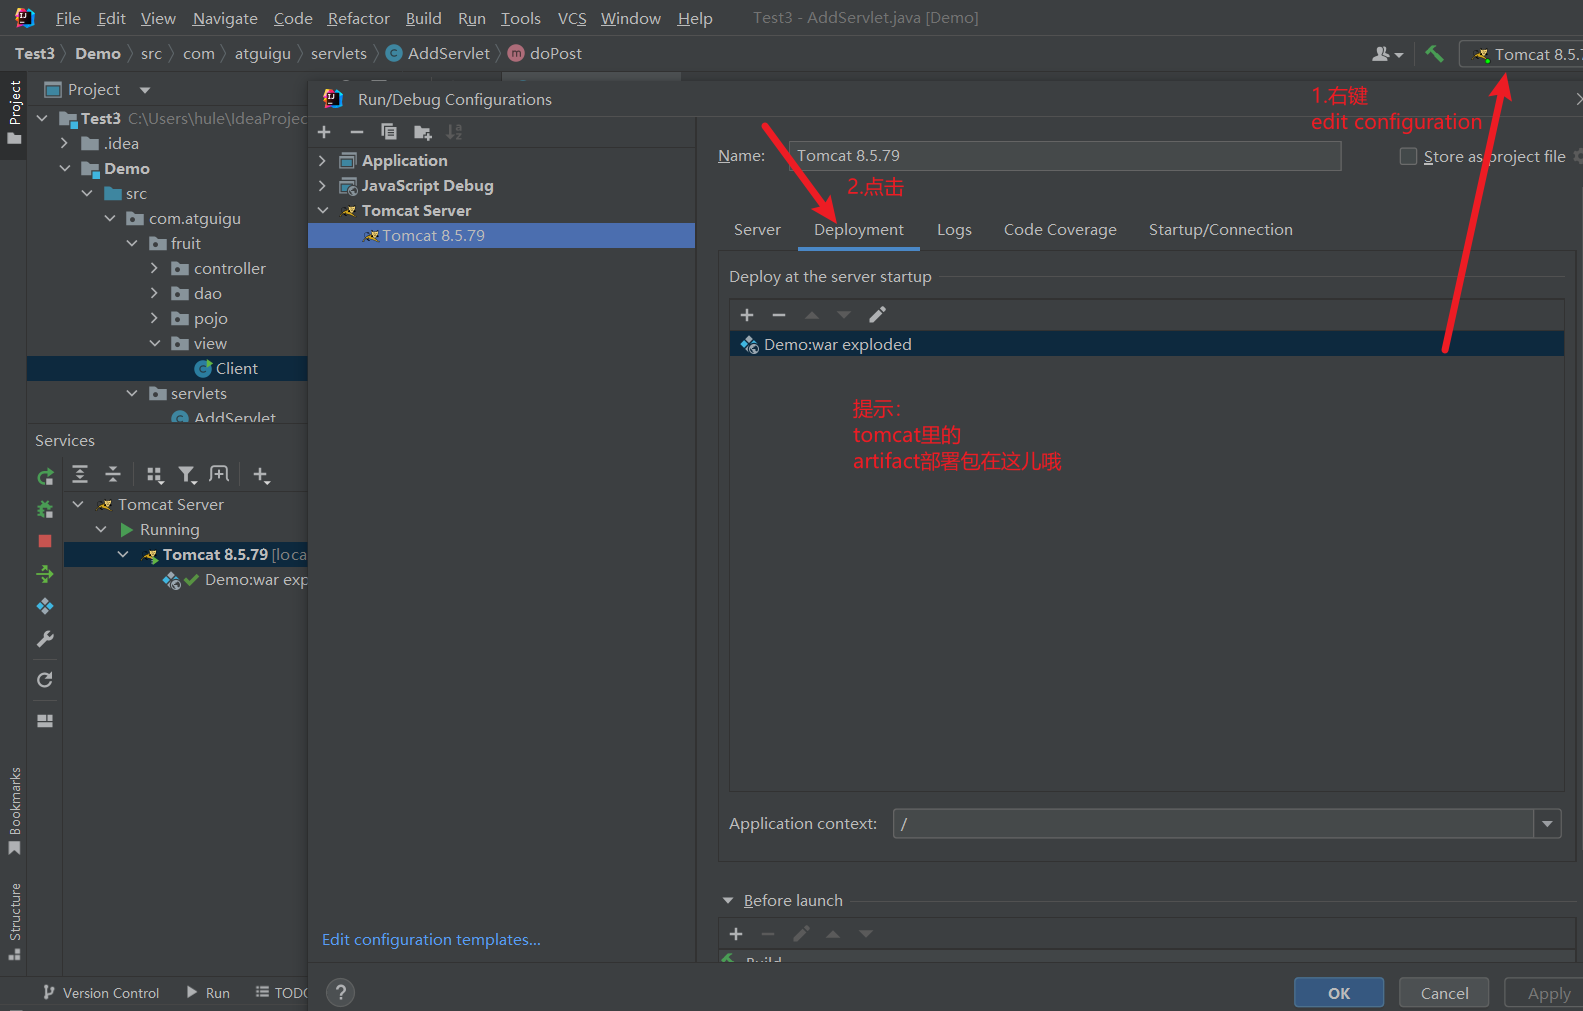 File Edit View Navigate Code Refactor Build Run Tools VCS Window Help Test3 - AddServlet.java [Demo]
Test3 Demo src com atguigu servlets AddServlet doPost
Tomcat 8.5.7
Project
Project
Test3 C:\Users\hule\IdeaProjec
.idea
Demo
src
com.atguigu
fruit
controller
dao
pojo
view
Client
servlets
AddServlet
Services
Tomcat Server
Running
Tomcat 8.5.79 [loca
Demo:war exp
Bookmarks
Structure
Version Control Run TODO
Run/Debug Configurations
Application
JavaScript Debug
Tomcat Server
Tomcat 8.5.79
Edit configuration templates...
1.右键
edit configuration
Name: Tomcat 8.5.79 Store as project file
2.点击
Server Deployment Logs Code Coverage Startup/Connection
Deploy at the server startup
Demo:war exploded
提示：
tomcat里的
artifact部署包在这儿哦
Application context: /
Before launch
Build
? OK Cancel Apply